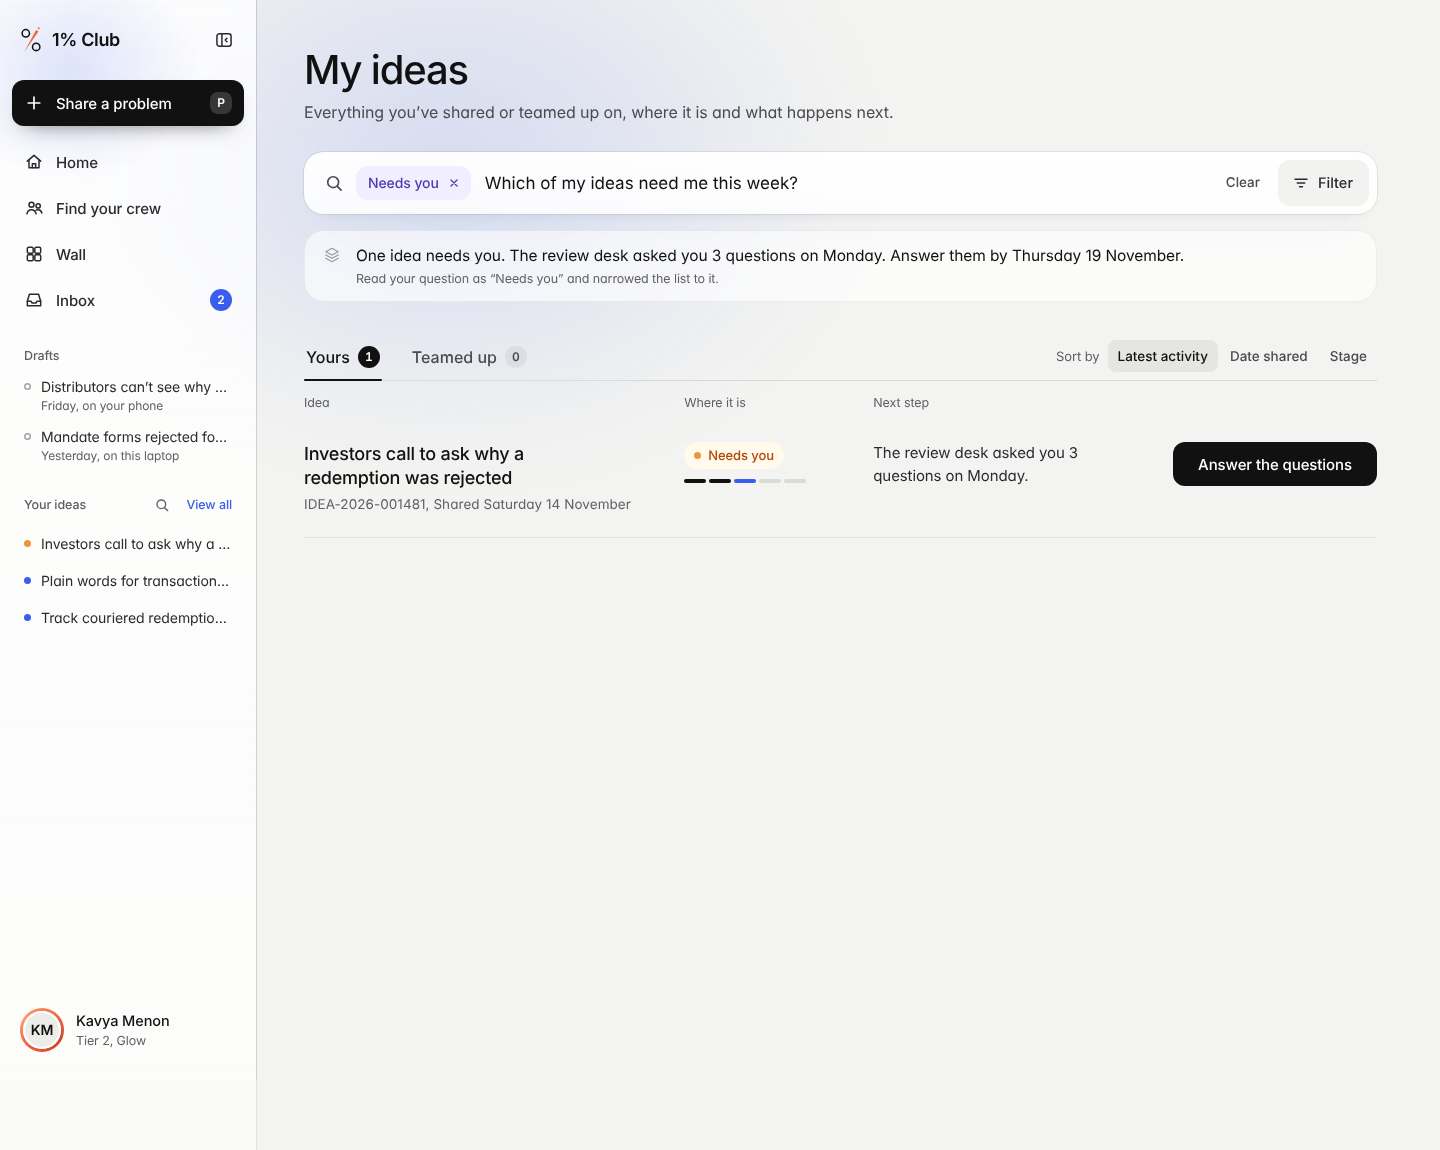 1% Club
Share a problem P
Home
Find your crew
Wall
Inbox 2
Drafts
Distributors can’t see why ...
Friday, on your phone
Mandate forms rejected fo...
Yesterday, on this laptop
Your ideas View all
Investors call to ask why a ...
Plain words for transaction...
Track couriered redemptio...
KM
Kavya Menon
Tier 2, Glow
My ideas
Everything you’ve shared or teamed up on, where it is and what happens next.
Needs you × Which of my ideas need me this week? Clear Filter
One idea needs you. The review desk asked you 3 questions on Monday. Answer them by Thursday 19 November.
Read your question as “Needs you” and narrowed the list to it.
Yours 1 Teamed up 0 Sort by Latest activity Date shared Stage
Idea Where it is Next step
Investors call to ask why a
redemption was rejected
IDEA-2026-001481, Shared Saturday 14 November
Needs you
The review desk asked you 3
questions on Monday.
Answer the questions